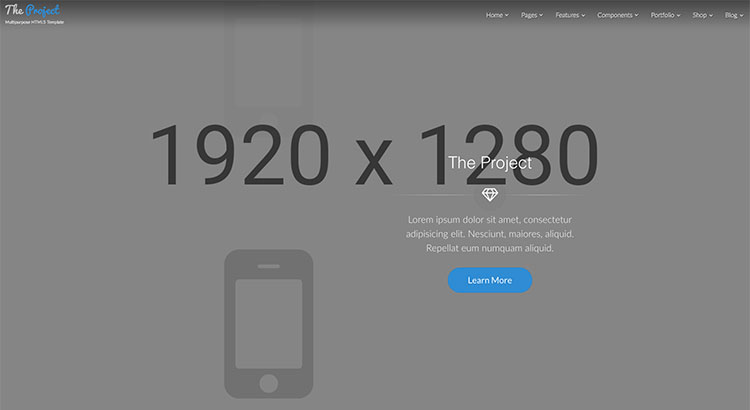 The Project
Multipurpose HTML5 Template
Home Pages Features Components Portfolio Shop Blog
1920 x 1280
The Project
Lorem ipsum dolor sit amet, consectetur
adipisicing elit. Nesciunt, maiores, aliquid.
Repellat eum numquam aliquid.
Learn More